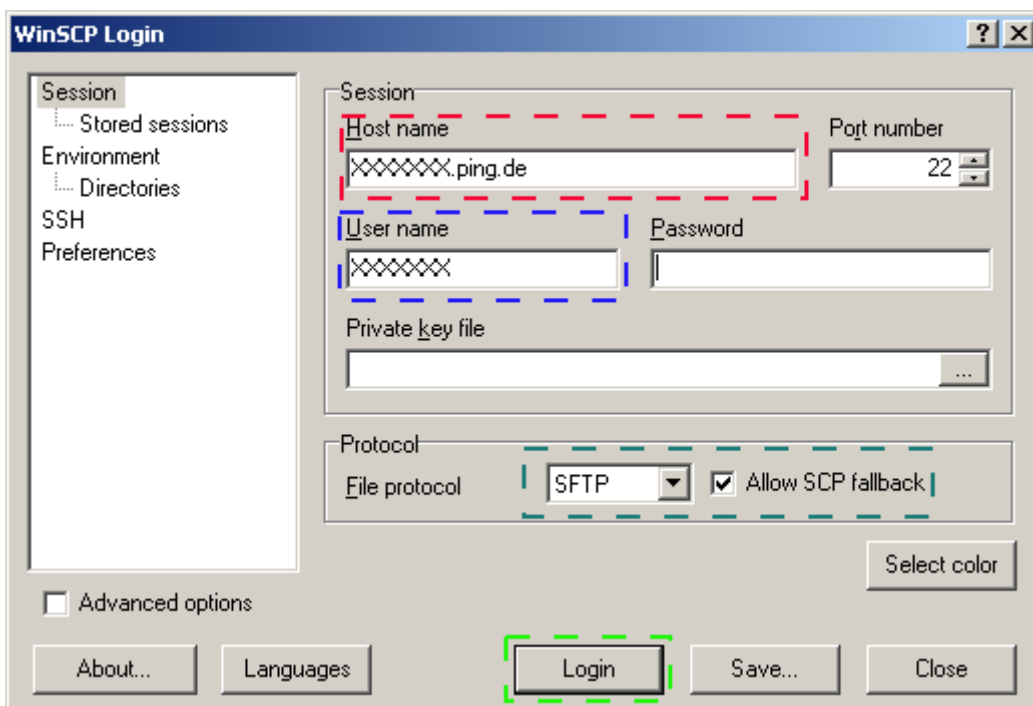 WinSCP Login
Session
Stored sessions
Environment
Directories
SSH
Preferences
Session
Host name
Port number
XXXXXXX.ping.de
22
User name
Password
XXXXXXX
Private key file
...
Protocol
File protocol
SFTP
Allow SCP fallback
Select color
Advanced options
About...
Languages
Login
Save...
Close